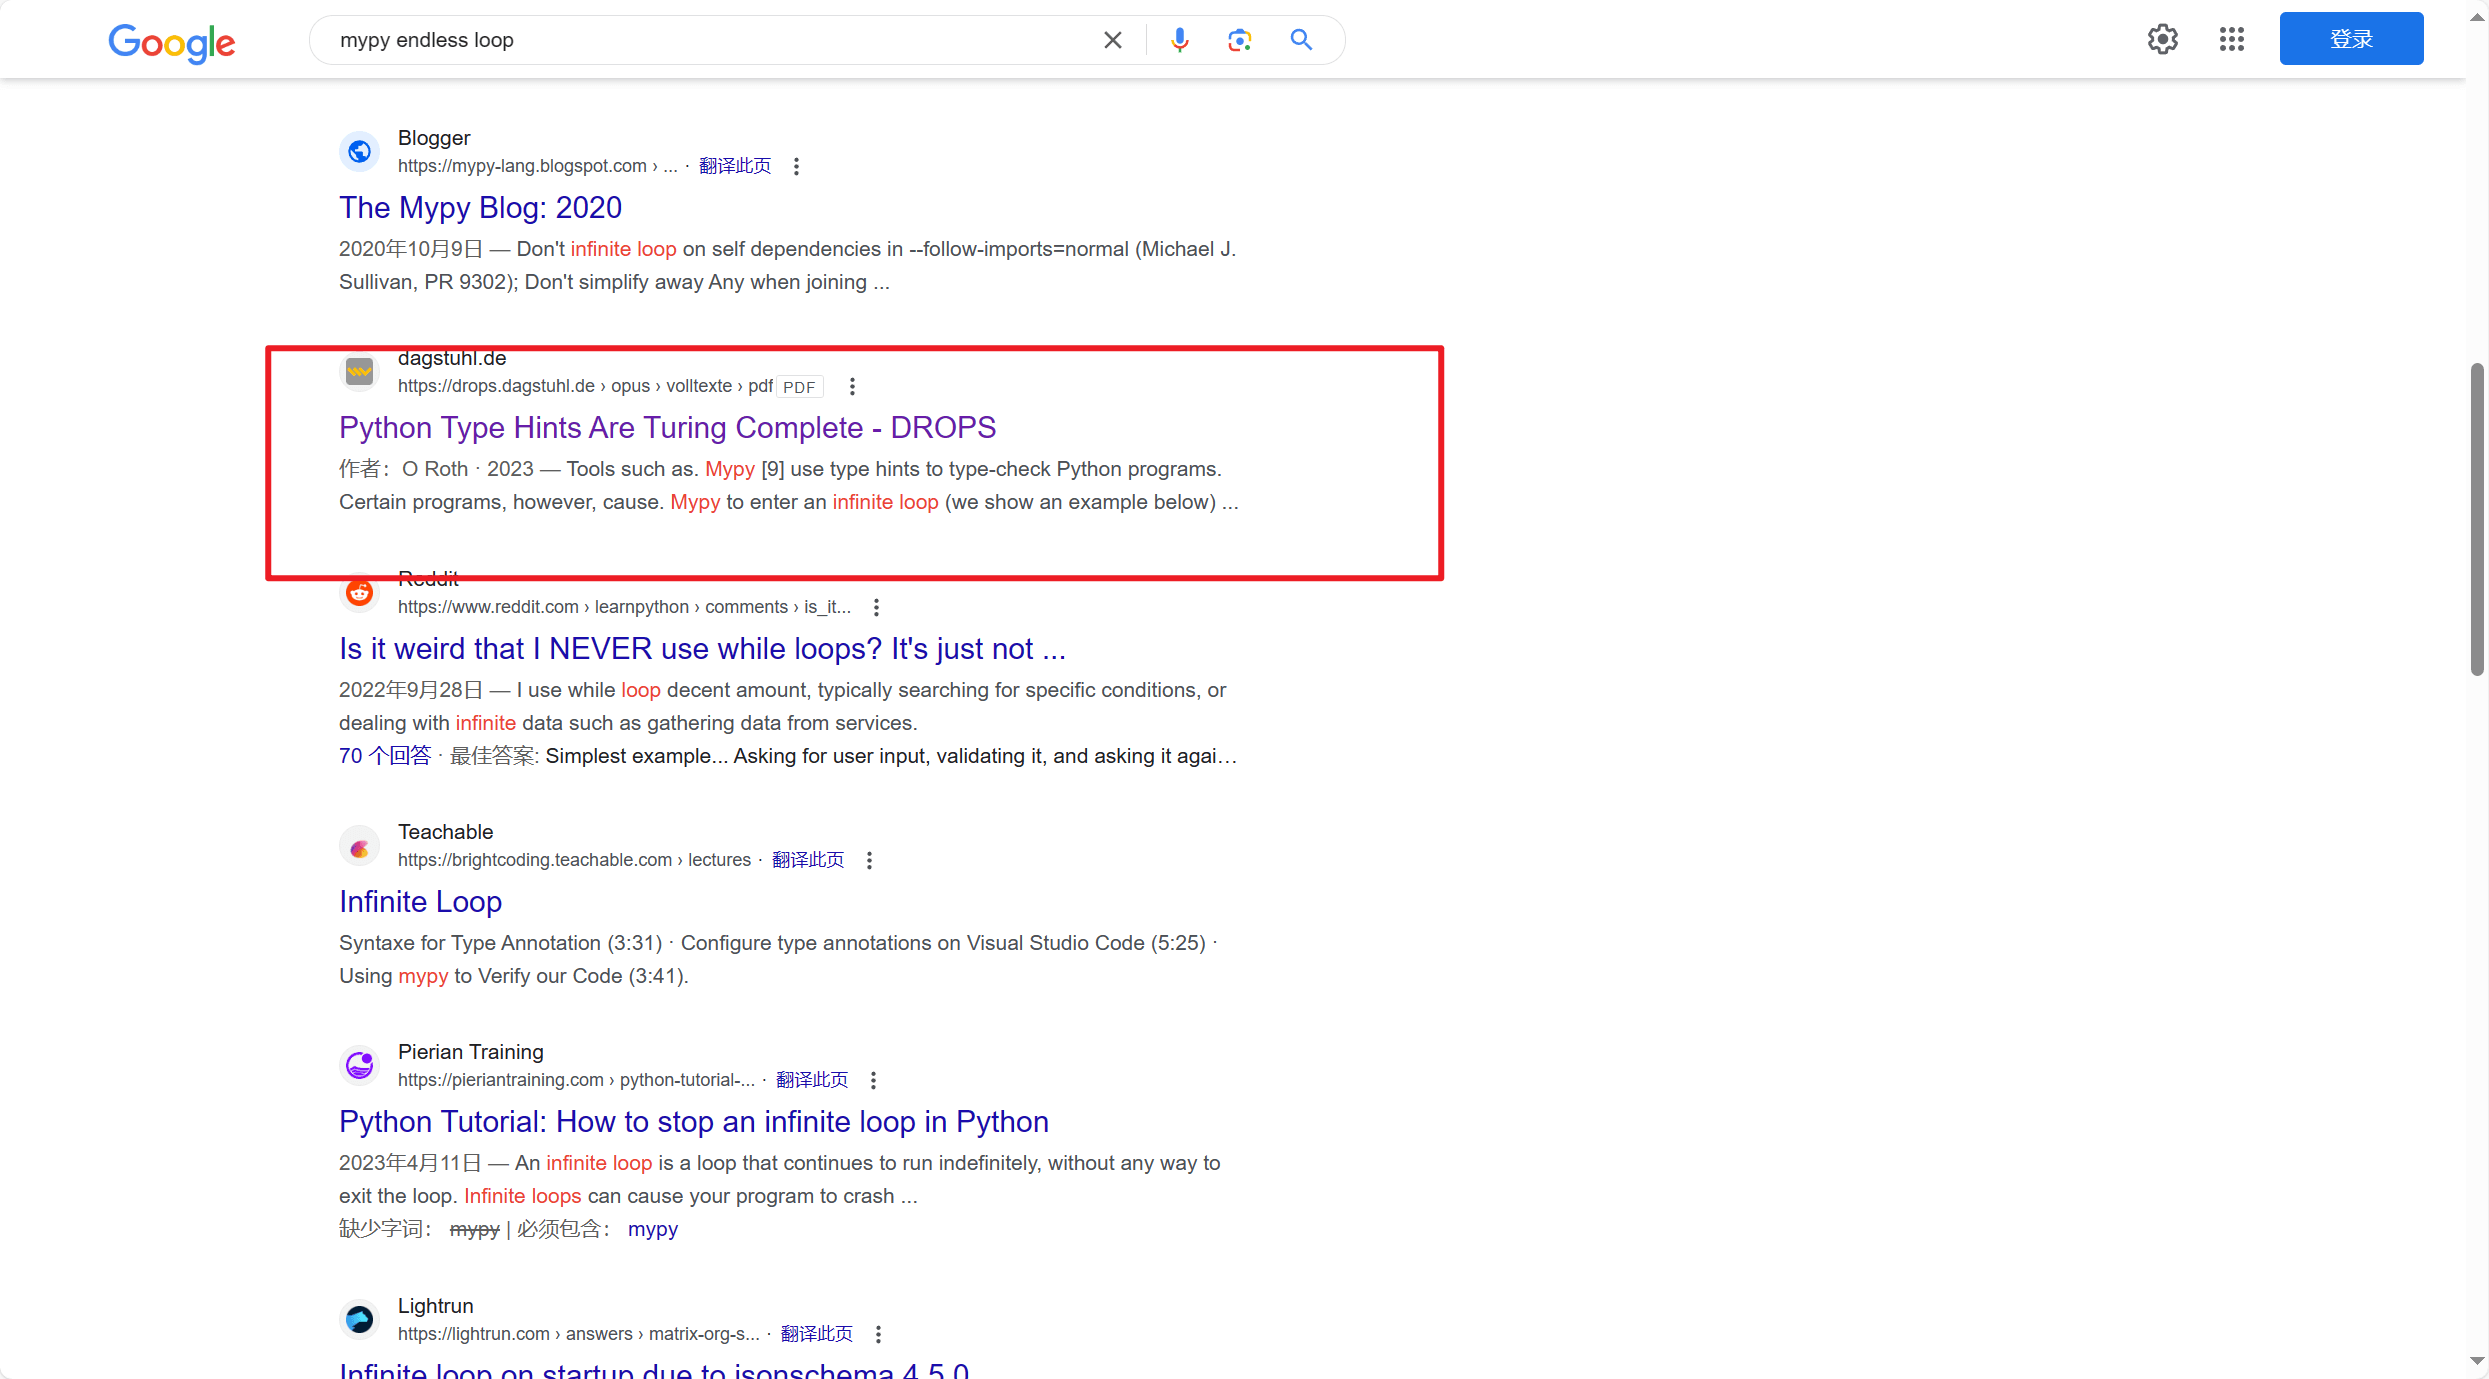 Google
mypy endless loop
登录
Blogger
https://mypy-lang.blogspot.com › ... · 翻译此页
The Mypy Blog: 2020
2020年10月9日 — Don't infinite loop on self dependencies in --follow-imports=normal (Michael J.
Sullivan, PR 9302); Don't simplify away Any when joining ...
dagstuhl.de
https://drops.dagstuhl.de › opus › volltexte › pdf PDF
Python Type Hints Are Turing Complete - DROPS
作者：O Roth · 2023 — Tools such as. Mypy [9] use type hints to type-check Python programs.
Certain programs, however, cause. Mypy to enter an infinite loop (we show an example below) ...
Reddit
https://www.reddit.com › learnpython › comments › is_it...
Is it weird that I NEVER use while loops? It's just not ...
2022年9月28日 — I use while loop decent amount, typically searching for specific conditions, or
dealing with infinite data such as gathering data from services.
70 个回答 · 最佳答案: Simplest example... Asking for user input, validating it, and asking it agai…
Teachable
https://brightcoding.teachable.com › lectures · 翻译此页
Infinite Loop
Syntaxe for Type Annotation (3:31) · Configure type annotations on Visual Studio Code (5:25) ·
Using mypy to Verify our Code (3:41).
Pierian Training
https://pieriantraining.com › python-tutorial-... · 翻译此页
Python Tutorial: How to stop an infinite loop in Python
2023年4月11日 — An infinite loop is a loop that continues to run indefinitely, without any way to
exit the loop. Infinite loops can cause your program to crash ...
缺少字词： mypy | 必须包含： mypy
Lightrun
https://lightrun.com › answers › matrix-org-s... · 翻译此页
Infinite loop on startup due to jsonschema 4.5.0